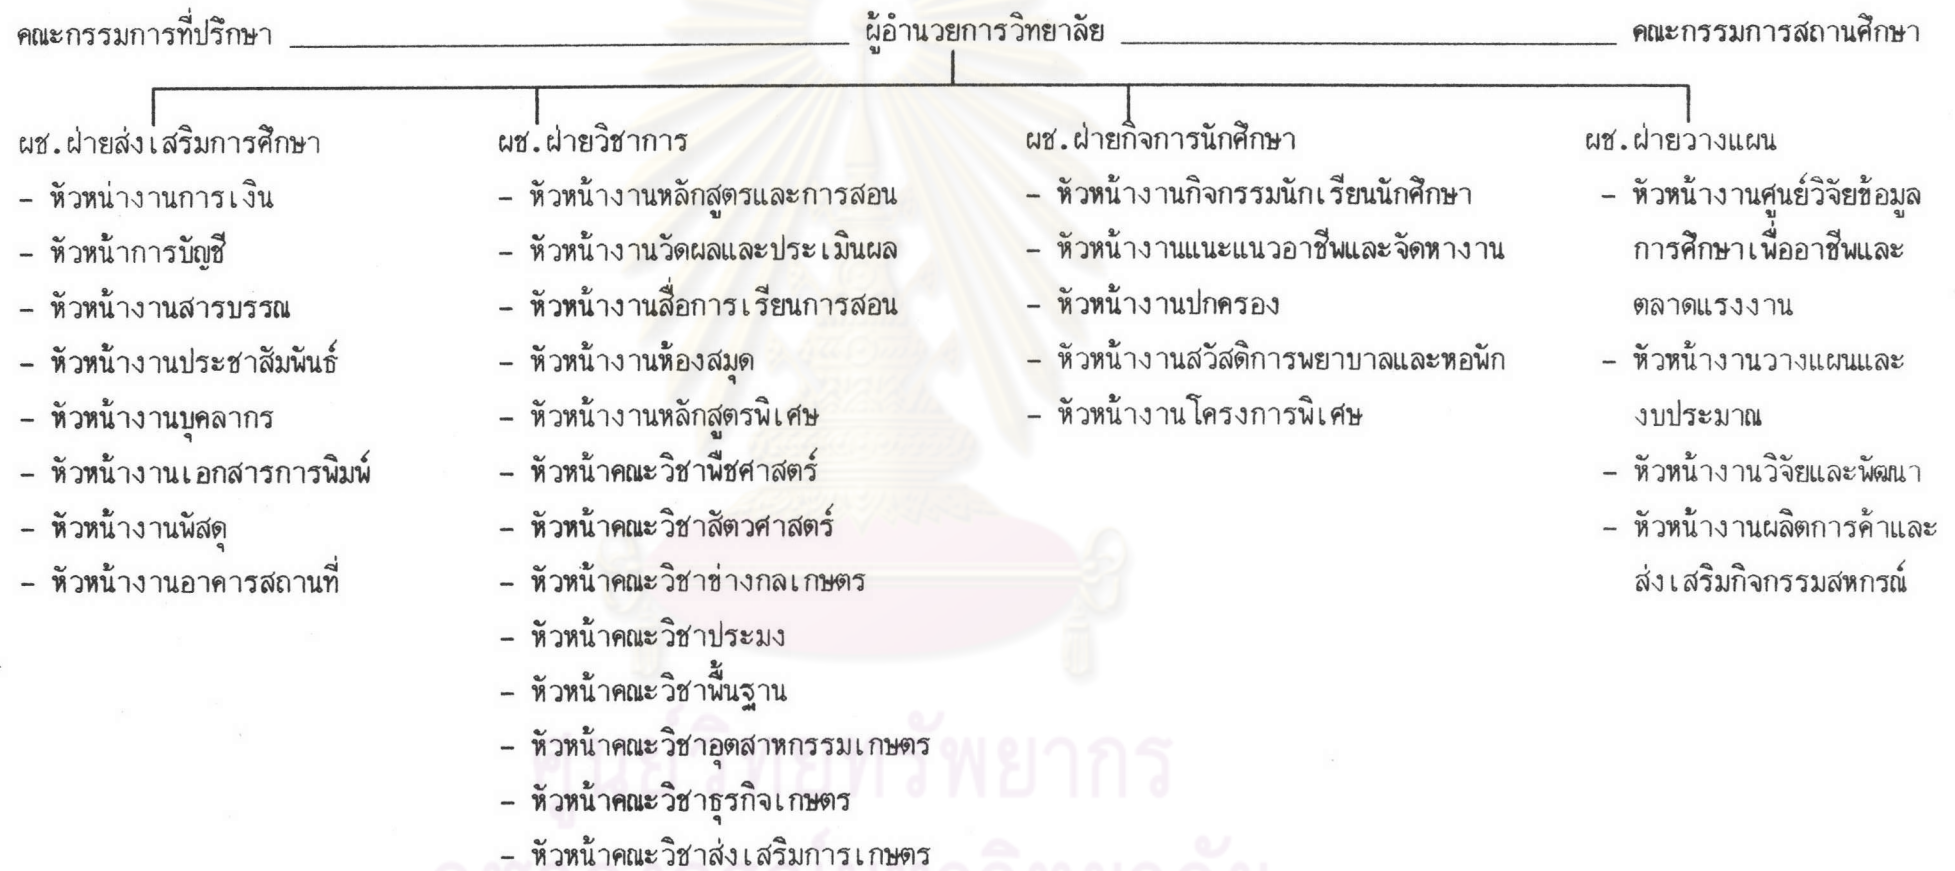 คณะกรรมการที่ปรึกษา ผู้อำนวยการวิทยาลัย คณะกรรมการสถานศึกษา
ผช.ฝ่ายส่งเสริมการศึกษา
- หัวหน่างานการเงิน
- หัวหน้าการบัญชี
- หัวหน้างานสารบรรณ
- หัวหน้างานประชาสัมพันธ์
- หัวหน้างานบุคลากร
- หัวหน้างานเอกสารการพิมพ์
- หัวหน้างานพัสดุ
- หัวหน้างานอาคารสถานที่
ผช.ฝ่ายวิชาการ
- หัวหน้างานหลักสูตรและการสอน
- หัวหน้างานวัดผลและประเมินผล
- หัวหน้างานสื่อการเรียนการสอน
- หัวหน้างานห้องสมุด
- หัวหน้างานหลักสูตรพิเศษ
- หัวหน้าคณะวิชาพืชศาสตร์
- หัวหน้าคณะวิชาสัตวศาสตร์
- หัวหน้าคณะวิชาช่างกลเกษตร
- หัวหน้าคณะวิชาประมง
- หัวหน้าคณะวิชาพื้นฐาน
- หัวหน้าคณะวิชาอุตสาหกรรมเกษตร
- หัวหน้าคณะวิชาธุรกิจเกษตร
- หัวหน้าคณะวิชาส่งเสริมการเกษตร
ผช.ฝ่ายกิจการนักศึกษา
- หัวหน้างานกิจกรรมนักเรียนนักศึกษา
- หัวหน้างานแนะแนวอาชีพและจัดหางาน
- หัวหน้างานปกครอง
- หัวหน้างานสวัสดิการพยาบาลและหอพัก
- หัวหน้างานโครงการพิเศษ
ผช.ฝ่ายวางแผน
- หัวหน้างานศูนย์วิจัยข้อมูล
การศึกษาเพื่ออาชีพและ
ตลาดแรงงาน
- หัวหน้างานวางแผนและ
งบประมาณ
- หัวหน้างานวิจัยและพัฒนา
- หัวหน้างานผลิตการค้าและ
ส่งเสริมกิจกรรมสหกรณ์
ศูนย์วิทยทรัพยากร
จุฬาลงกรณ์มหาวิทยาลัย